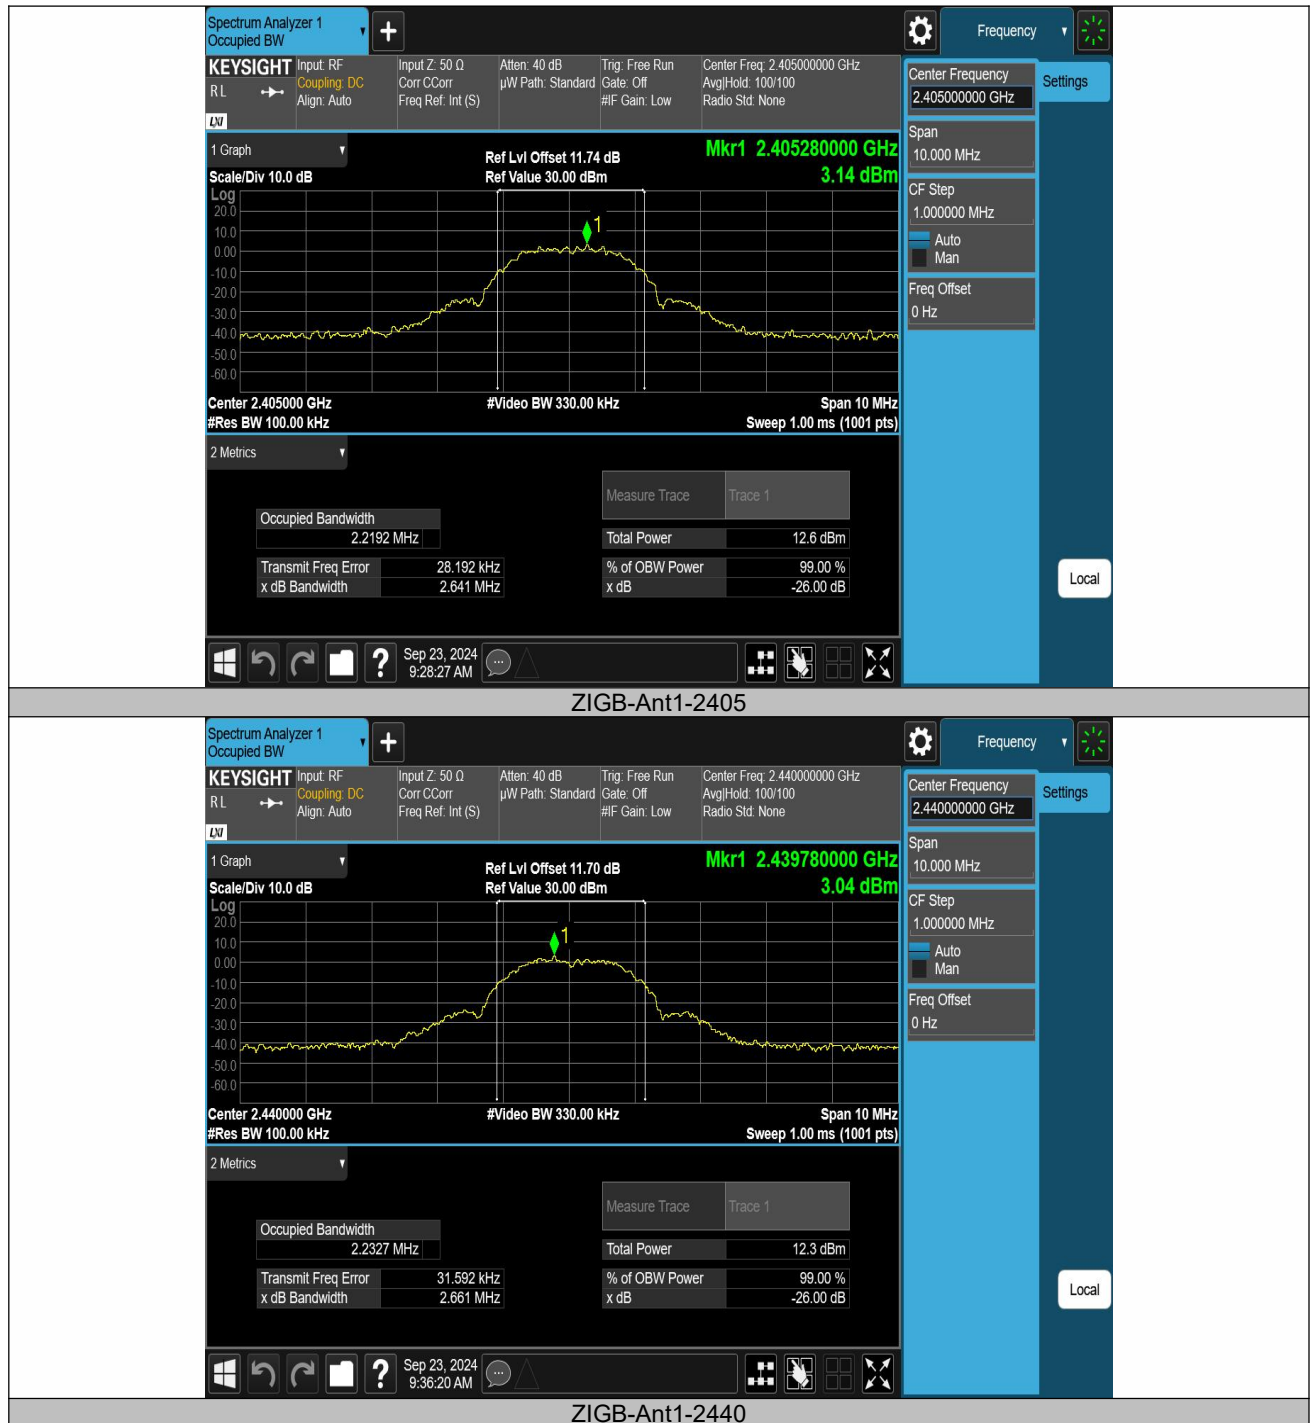 Spectrum Analyzer 1
Occupied BW
+
Frequency
KEYSIGHT
RL
LXI
Input: RF
Coupling: DC
Align: Auto
Input Z: 50 Ω
Corr CCorr
Freq Ref: Int (S)
Atten: 40 dB
µW Path: Standard
Trig: Free Run
Gate: Off
#IF Gain: Low
Center Freq: 2.405000000 GHz
Avg|Hold: 100/100
Radio Std: None
Center Frequency
2.405000000 GHz
Settings
Span
10.000 MHz
CF Step
1.000000 MHz
Auto
Man
Freq Offset
0 Hz
Local
1 Graph
Scale/Div 10.0 dB
Ref Lvl Offset 11.74 dB
Ref Value 30.00 dBm
Mkr1 2.405280000 GHz
3.14 dBm
Log
20.0
10.0
0.00
-10.0
-20.0
-30.0
-40.0
-50.0
-60.0
1
Center 2.405000 GHz
#Video BW 330.00 kHz
Span 10 MHz
#Res BW 100.00 kHz
Sweep 1.00 ms (1001 pts)
2 Metrics
Measure Trace
Trace 1
Occupied Bandwidth
2.2192 MHz
Total Power
12.6 dBm
Transmit Freq Error
28.192 kHz
% of OBW Power
99.00 %
x dB Bandwidth
2.641 MHz
x dB
-26.00 dB
?
Sep 23, 2024
9:28:27 AM
ZIGB-Ant1-2405
Spectrum Analyzer 1
Occupied BW
+
Frequency
KEYSIGHT
RL
LXI
Input: RF
Coupling: DC
Align: Auto
Input Z: 50 Ω
Corr CCorr
Freq Ref: Int (S)
Atten: 40 dB
µW Path: Standard
Trig: Free Run
Gate: Off
#IF Gain: Low
Center Freq: 2.440000000 GHz
Avg|Hold: 100/100
Radio Std: None
Center Frequency
2.440000000 GHz
Settings
Span
10.000 MHz
CF Step
1.000000 MHz
Auto
Man
Freq Offset
0 Hz
Local
1 Graph
Scale/Div 10.0 dB
Ref Lvl Offset 11.70 dB
Ref Value 30.00 dBm
Mkr1 2.439780000 GHz
3.04 dBm
Log
20.0
10.0
0.00
-10.0
-20.0
-30.0
-40.0
-50.0
-60.0
1
Center 2.440000 GHz
#Video BW 330.00 kHz
Span 10 MHz
#Res BW 100.00 kHz
Sweep 1.00 ms (1001 pts)
2 Metrics
Measure Trace
Trace 1
Occupied Bandwidth
2.2327 MHz
Total Power
12.3 dBm
Transmit Freq Error
31.592 kHz
% of OBW Power
99.00 %
x dB Bandwidth
2.661 MHz
x dB
-26.00 dB
?
Sep 23, 2024
9:36:20 AM
ZIGB-Ant1-2440